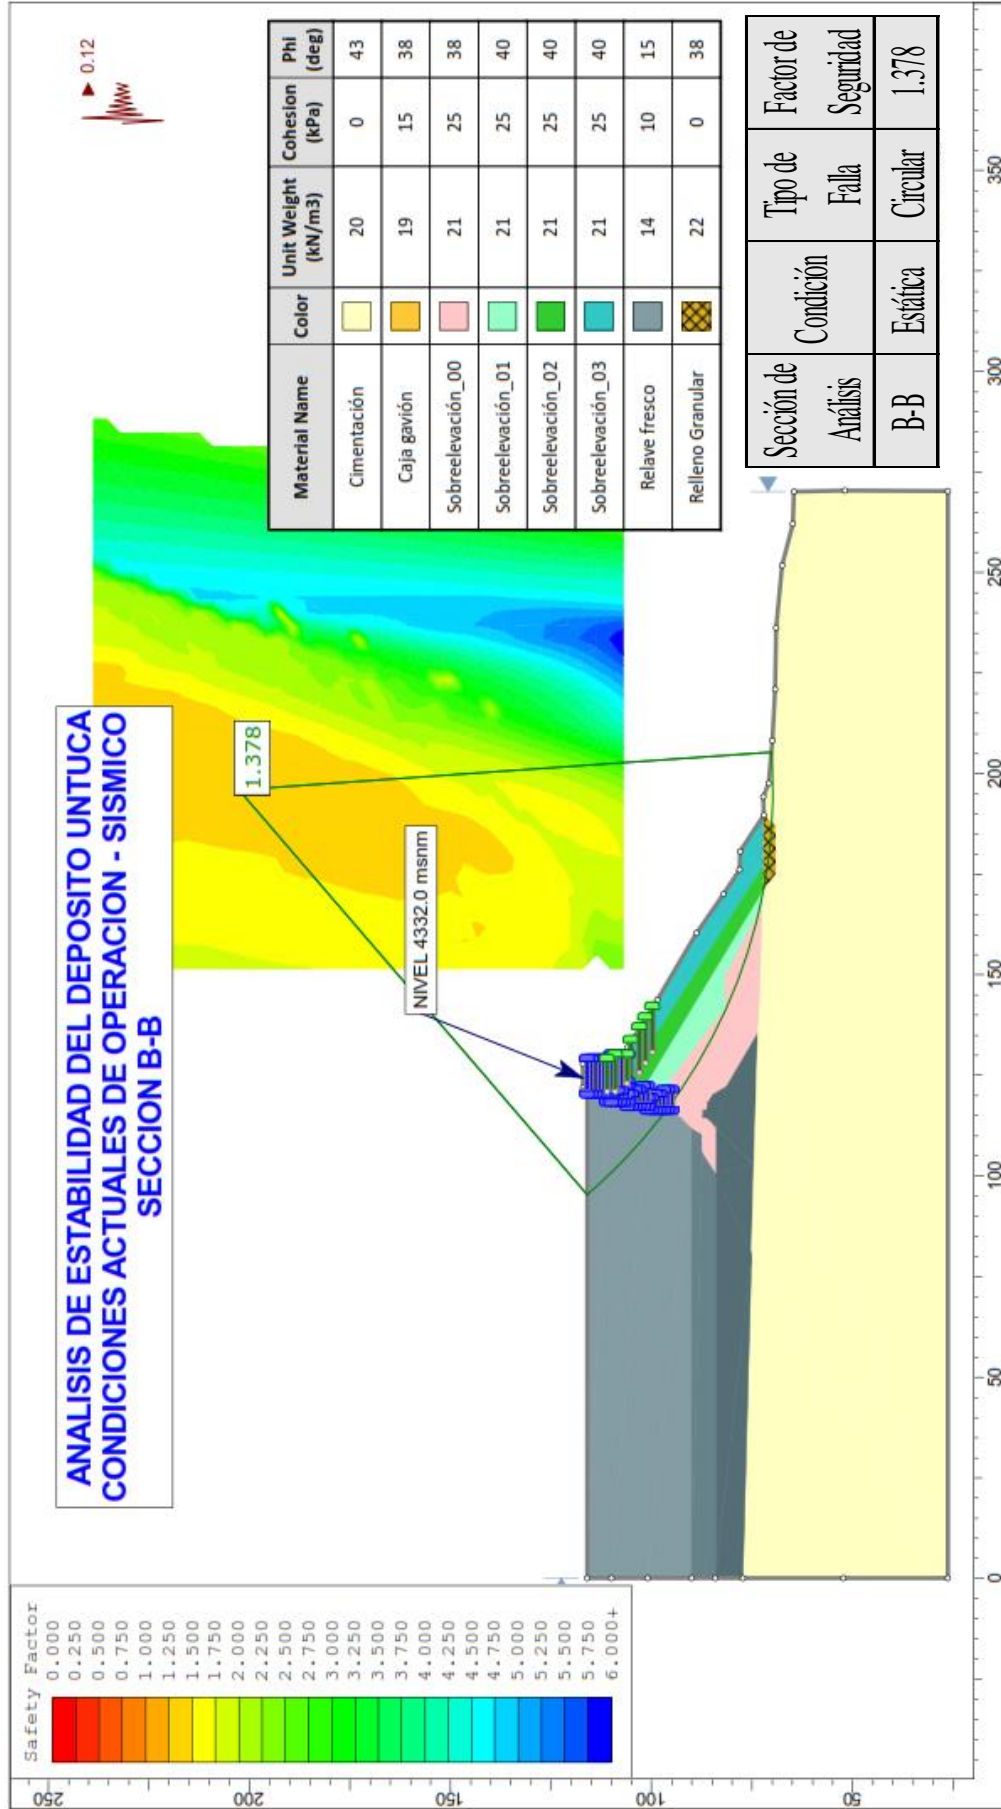 ANALISIS DE ESTABILIDAD DEL DEPOSITO UNTUCA
CONDICIONES ACTUALES DE OPERACION - SISMICO
SECCION B-B
0.12
Safety Factor
0.000
0.250
0.500
0.750
1.000
1.250
1.500
1.750
2.000
2.250
2.500
2.750
3.000
3.250
3.500
3.750
4.000
4.250
4.500
4.750
5.000
5.250
5.500
5.750
6.000+
1.378
NIVEL 4332.0 msnm
Material Name Color Unit Weight (kN/m3) Cohesion (kPa) Phi (deg)
Cimentación 20 0 43
Caja gavión 19 15 38
Sobreelevación_00 21 25 38
Sobreelevación_01 21 25 40
Sobreelevación_02 21 25 40
Sobreelevación_03 21 25 40
Relave fresco 14 10 15
Relleno Granular 22 0 38
Sección de Análisis Condición Tipo de Falla Factor de Seguridad
B-B Estática Circular 1.378
250
200
150
100
50
0 50 100 150 200 250 300 350